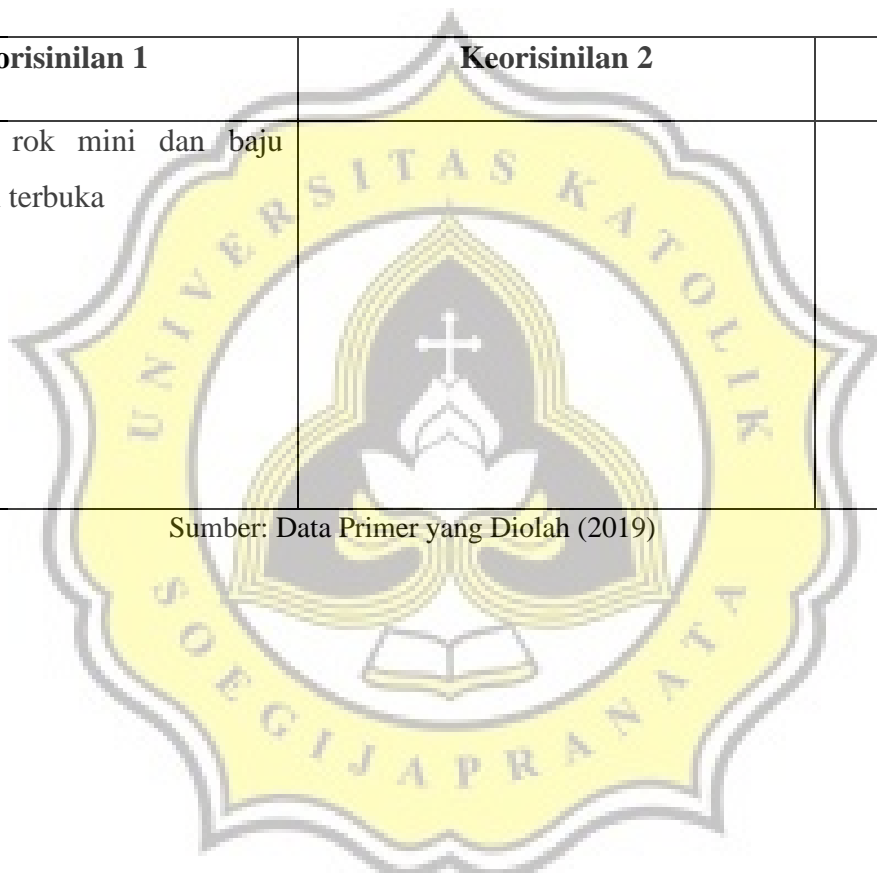 orisinilan 1
Keorisinilan 2
rok mini dan baju
terbuka
UNIVERSITAS KATOLIK
Sumber: Data Primer yang Diolah (2019)
SOEGIJAPRANATA